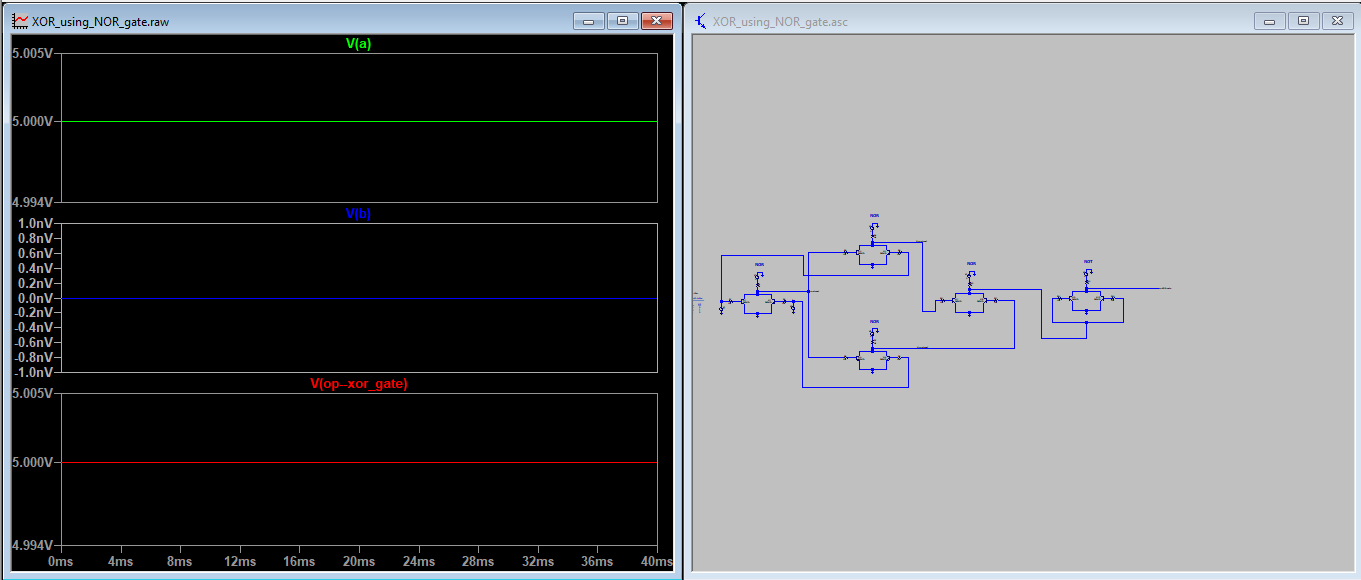 XOR_using_NOR_gate.raw
V(a)
5.005V
5.000V
4.994V
V(b)
1.0nV
0.8nV
0.6nV
0.4nV
0.2nV
0.0nV
-0.2nV
-0.4nV
-0.6nV
-0.8nV
-1.0nV
V(op--xor_gate)
5.005V
5.000V
4.994V
0ms 4ms 8ms 12ms 16ms 20ms 24ms 28ms 32ms 36ms 40ms
XOR_using_NOR_gate.asc
NOR
NOR
NOR
NOT
NOR